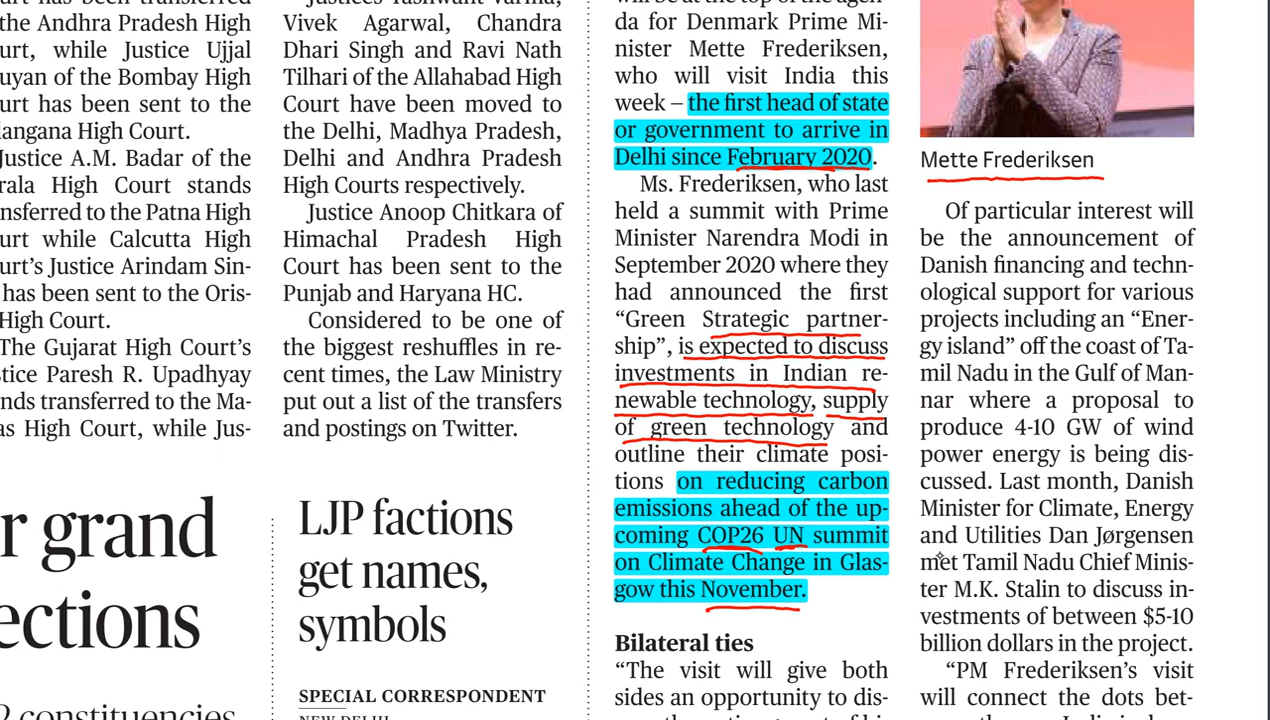 the Andhra Pradesh High
urt, while Justice Ujjal
uyan of the Bombay High
urt has been sent to the
langana High Court.
Justice A.M. Badar of the
rala High Court stands
nsferred to the Patna High
urt while Calcutta High
urt's Justice Arindam Sin-
has been sent to the Oris-
High Court.
The Gujarat High Court's
stice Paresh R. Upadhyay
nds transferred to the Ma-
as High Court, while Jus-
r grand
ections
2 constituencies
Justices Yashwant Varma,
Vivek Agarwal, Chandra
Dhari Singh and Ravi Nath
Tilhari of the Allahabad High
Court have been moved to
the Delhi, Madhya Pradesh,
Delhi and Andhra Pradesh
High Courts respectively.
Justice Anoop Chitkara of
Himachal Pradesh High
Court has been sent to the
Punjab and Haryana HC.
Considered to be one of
the biggest reshuffles in re-
cent times, the Law Ministry
put out a list of the transfers
and postings on Twitter.
LJP factions
get names,
symbols
SPECIAL CORRESPONDENT
NEW DELHI
will be at the top of the agen-
da for Denmark Prime Mi-
nister Mette Frederiksen,
who will visit India this
week – the first head of state
or government to arrive in
Delhi since February 2020.
Ms. Frederiksen, who last
held a summit with Prime
Minister Narendra Modi in
September 2020 where they
had announced the first
“Green Strategic partner-
ship”, is expected to discuss
investments in Indian re-
newable technology, supply
of green technology and
outline their climate posi-
tions on reducing carbon
emissions ahead of the up-
coming COP26 UN summit
on Climate Change in Glas-
gow this November.
Bilateral ties
“The visit will give both
sides an opportunity to dis-
Mette Frederiksen
Of particular interest will
be the announcement of
Danish financing and techn-
ological support for various
projects including an “Ener-
gy island” off the coast of Ta-
mil Nadu in the Gulf of Man-
nar where a proposal to
produce 4-10 GW of wind
power energy is being dis-
cussed. Last month, Danish
Minister for Climate, Energy
and Utilities Dan Jørgensen
met Tamil Nadu Chief Minis-
ter M.K. Stalin to discuss in-
vestments of between $5-10
billion dollars in the project.
“PM Frederiksen's visit
will connect the dots bet-